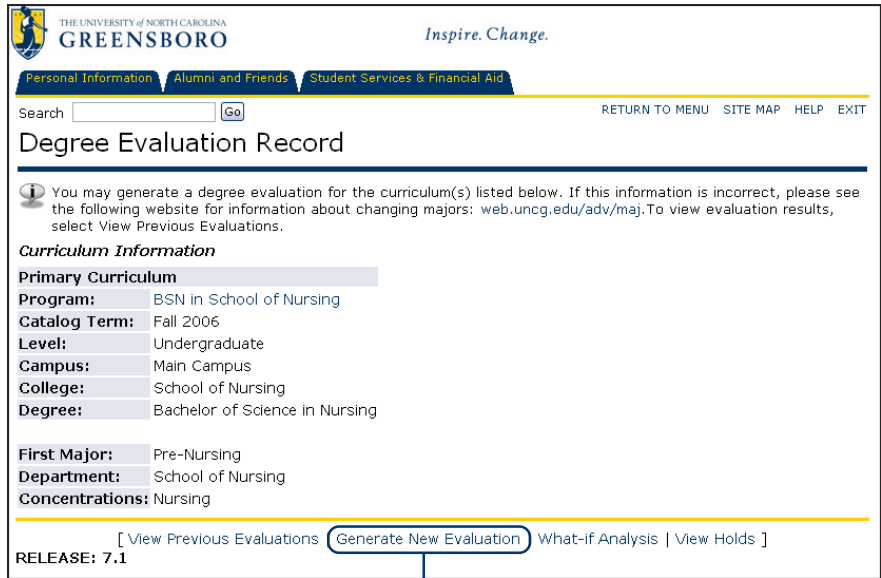 THE UNIVERSITY of NORTH CAROLINA
GREENSBORO
Inspire. Change.
Personal Information Alumni and Friends Student Services & Financial Aid
Search Go RETURN TO MENU SITE MAP HELP EXIT
Degree Evaluation Record
You may generate a degree evaluation for the curriculum(s) listed below. If this information is incorrect, please see
the following website for information about changing majors: web.uncg.edu/adv/maj.To view evaluation results,
select View Previous Evaluations.
Curriculum Information
Primary Curriculum
Program: BSN in School of Nursing
Catalog Term: Fall 2006
Level: Undergraduate
Campus: Main Campus
College: School of Nursing
Degree: Bachelor of Science in Nursing
First Major: Pre-Nursing
Department: School of Nursing
Concentrations: Nursing
[ View Previous Evaluations Generate New Evaluation What-if Analysis | View Holds ]
RELEASE: 7.1